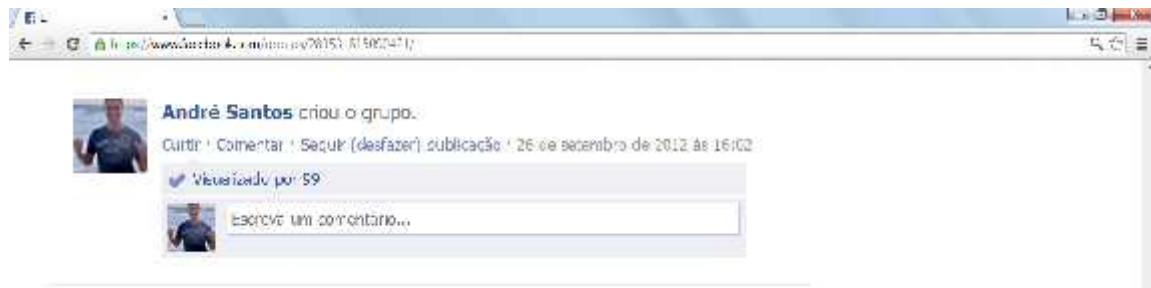 André Santos criou o grupo.
Curtir · Comentar · Seguir (desfazer) publicação · 26 de setembro de 2012 às 16:02
Visualizado por 59
Escreva um comentário...